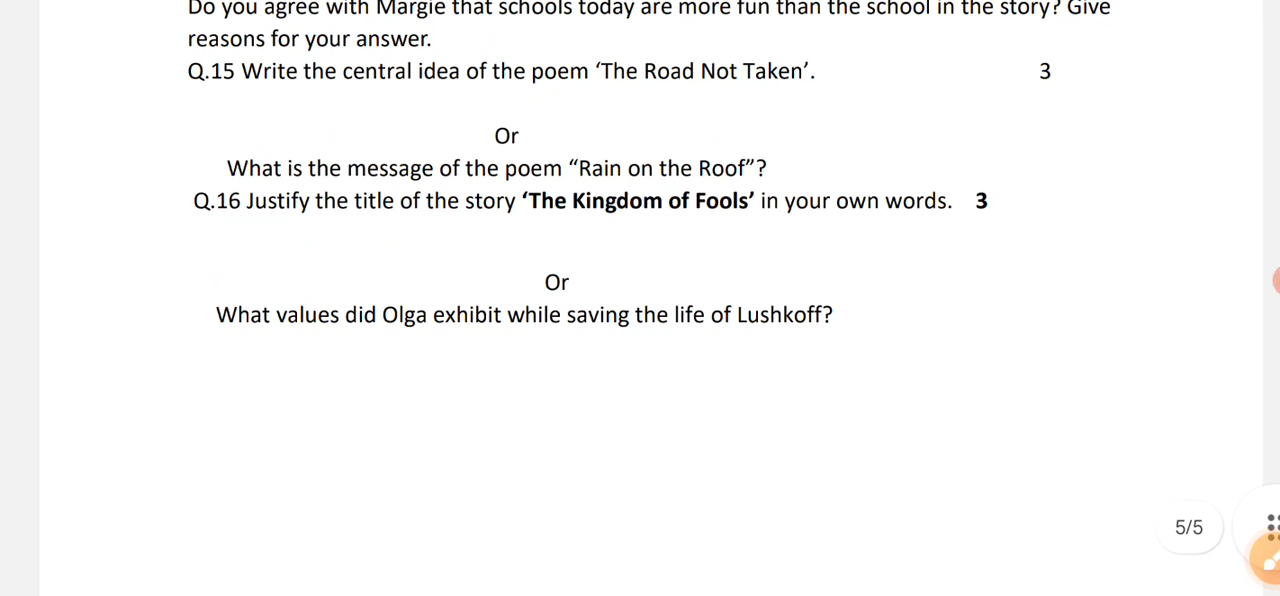 Do you agree with Margie that schools today are more fun than the school in the story? Give
reasons for your answer.
Q.15 Write the central idea of the poem ‘The Road Not Taken’. 3
Or
What is the message of the poem “Rain on the Roof”?
Q.16 Justify the title of the story ‘The Kingdom of Fools’ in your own words. 3
Or
What values did Olga exhibit while saving the life of Lushkoff?
5/5